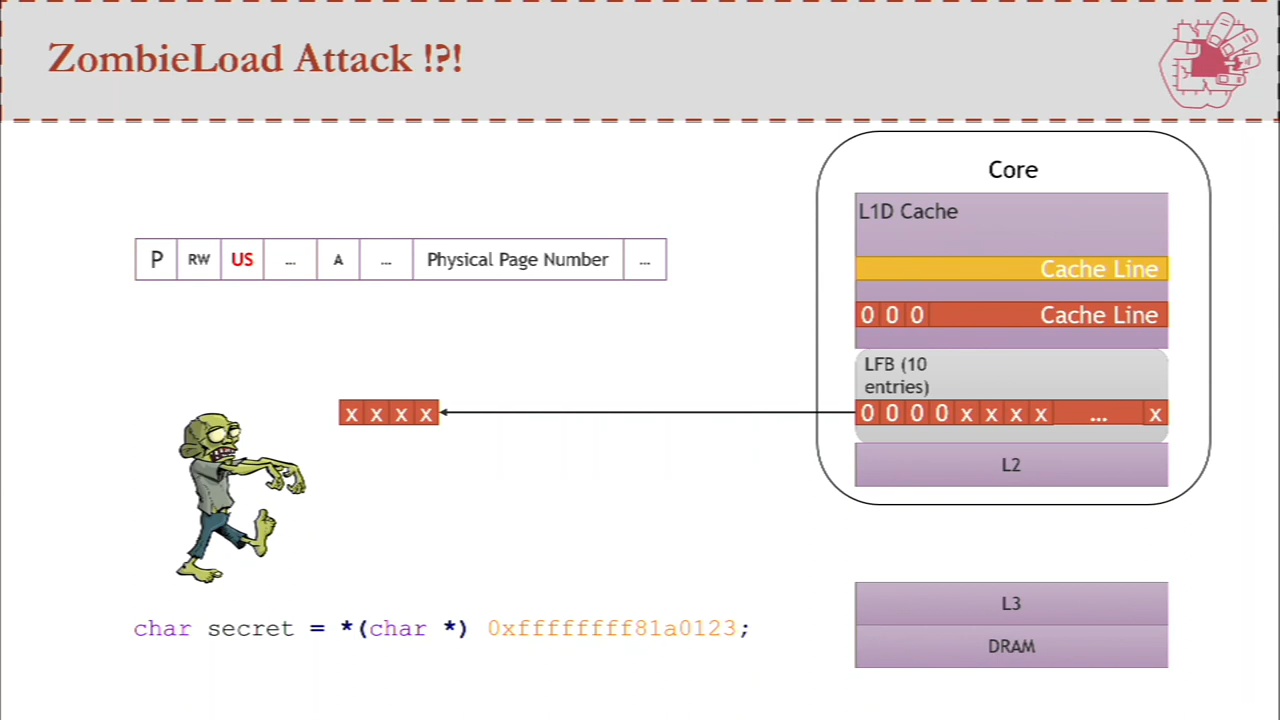 ZombieLoad Attack !?!
Core
L1D Cache
Cache Line
0 0 0 Cache Line
P RW US ... A ... Physical Page Number ...
LFB (10
entries)
x x x x
0 0 0 0 x x x x ... x
L2
L3
char secret = *(char *) 0xffffffff81a0123;
DRAM